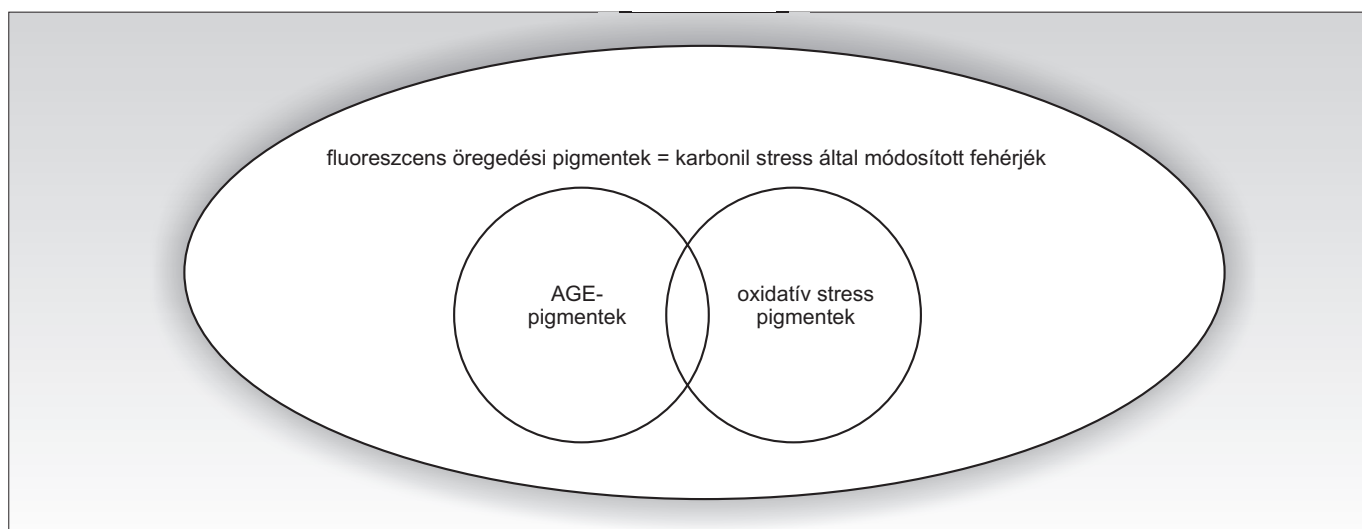 fluoreszcens öregedési pigmentek = karbonil stress által módosított fehérjék
AGE-
pigmentek
oxidatív stress
pigmentek